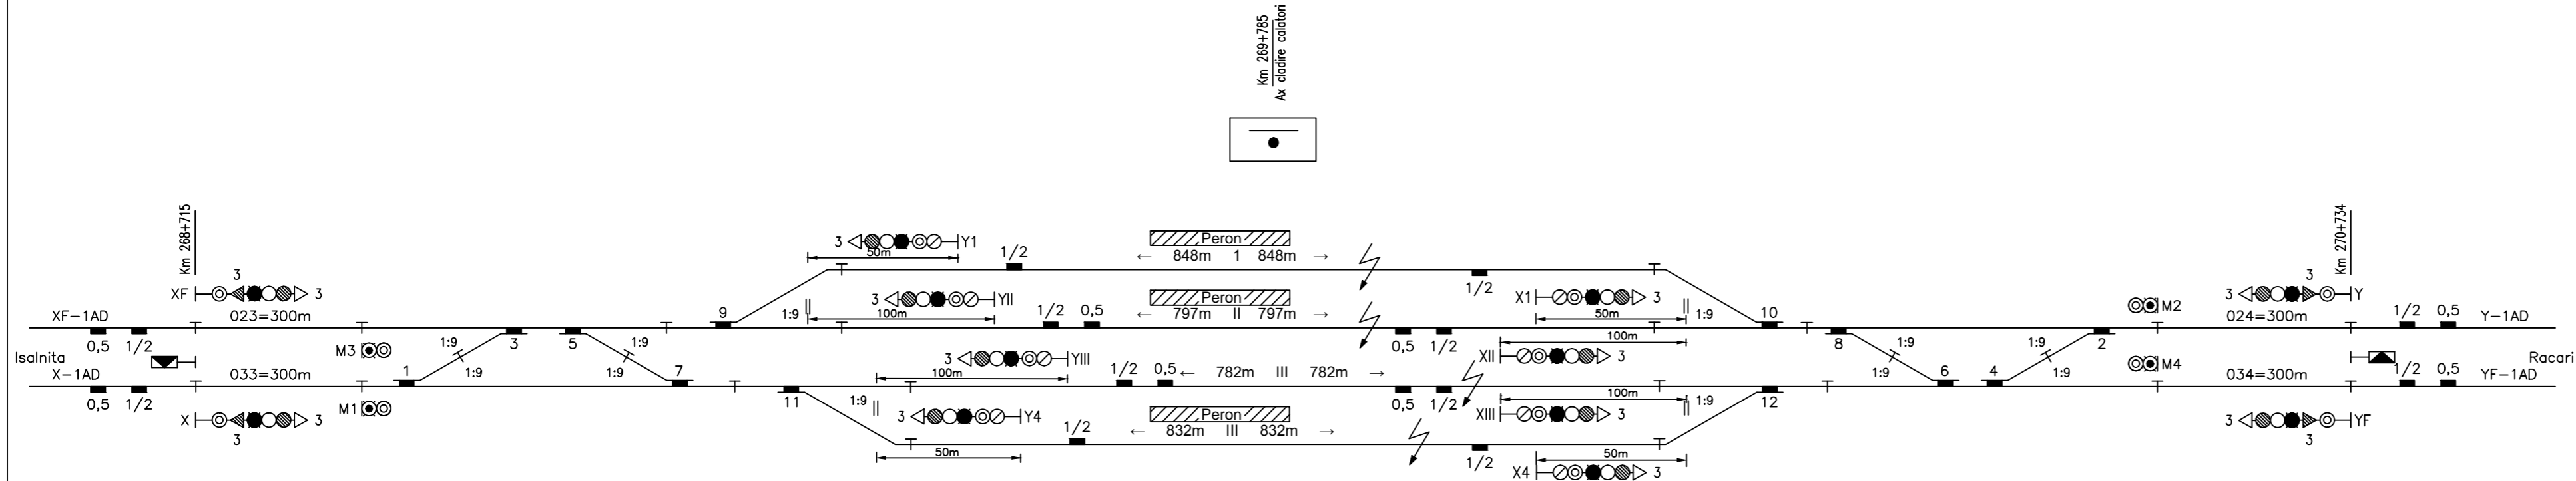 Km 269+785
Ax cladire calatori
Km 268+715
Km 270+734
3 Y1
50m
1/2
Peron
← 848m 1 848m →
1/2
3
XF 3
3 YII
1:9
100m
1/2 0,5
Peron
← 797m II 797m →
X1 3
50m
1:9
3
3 Y
M2
XF-1AD
023=300m
9
10
024=300m
1/2 0,5
Y-1AD
0,5 1/2
M3
1:9
1:9
3
5
1:9
1:9
0,5 1/2
100m
XII 3
8
1:9
1:9
1:9
1:9
2
M4
Isalnita
Racari
3 YIII
100m
X-1AD
033=300m
1
7
1/2 0,5
← 782m III 782m →
6
4
034=300m
1/2 0,5
YF-1AD
0,5 1/2
M1
11
1:9
0,5 1/2
100m
1:9
12
X 3
3
3 Y4
Peron
← 832m III 832m →
XIII 3
3 YF
3
50m
1/2
1/2
50m
X4 3